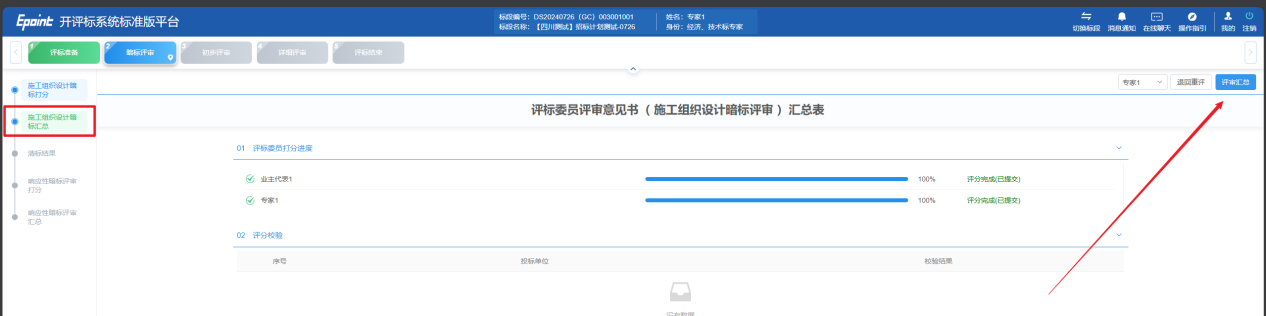 Epoint 开评标系统标准版平台
标段编号：DS20240726（GC）003001001
标段名称：【四川测试】招标计划测试-0726
姓名：专家1
身份：经济、技术标专家
切换标段 消息通知 在线聊天 操作指引 我的 注销
1 评标准备
2 暗标评审
3 初步评审
4 详细评审
5 评标结束
施工组织设计暗
标打分
施工组织设计暗
标汇总
清标结果
响应性暗标评审
打分
响应性暗标评审
汇总
专家1 退回重评 评审汇总
评标委员评审意见书（ 施工组织设计暗标评审 ）汇总表
01 评标委员打分进度
业主代表1 100% 评分完成(已提交)
专家1 100% 评分完成(已提交)
02 评分校验
序号 投标单位 校验结果
没有数据